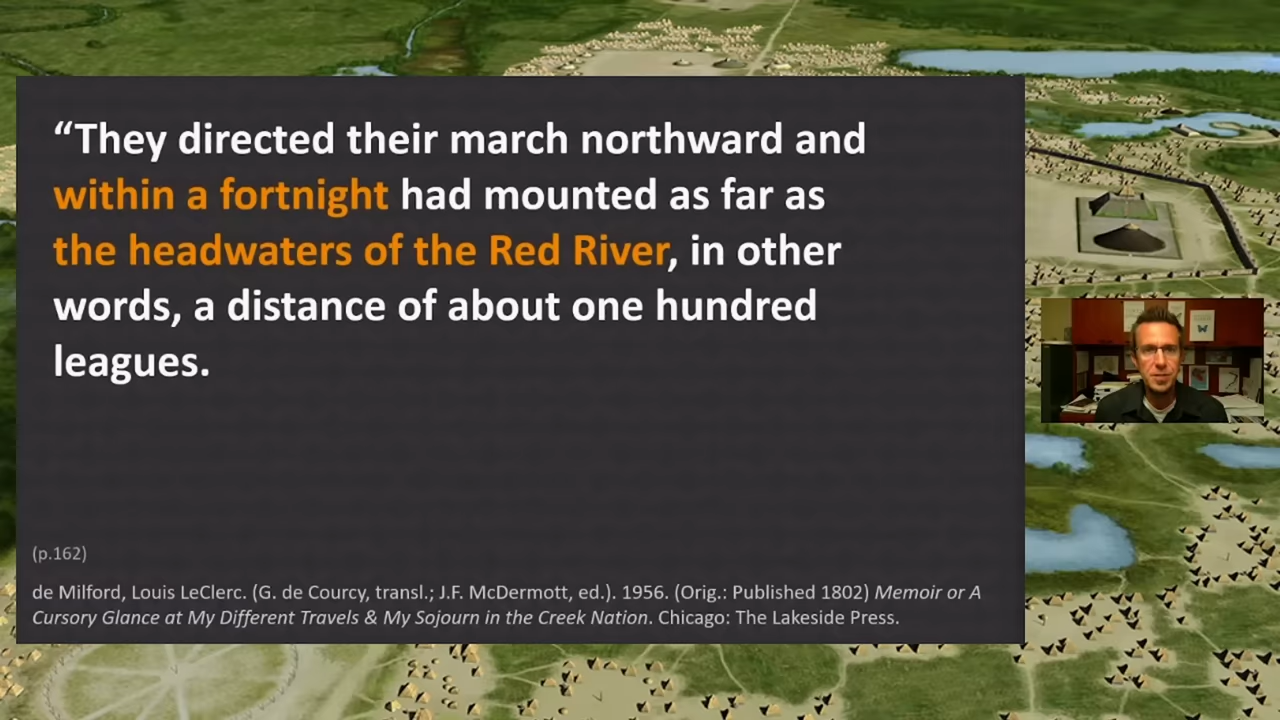 “They directed their march northward and
within a fortnight had mounted as far as
the headwaters of the Red River, in other
words, a distance of about one hundred
leagues.
(p.162)
de Milford, Louis LeClerc. (G. de Courcy, transl.; J.F. McDermott, ed.). 1956. (Orig.: Published 1802) Memoir or A
Cursory Glance at My Different Travels & My Sojourn in the Creek Nation. Chicago: The Lakeside Press.